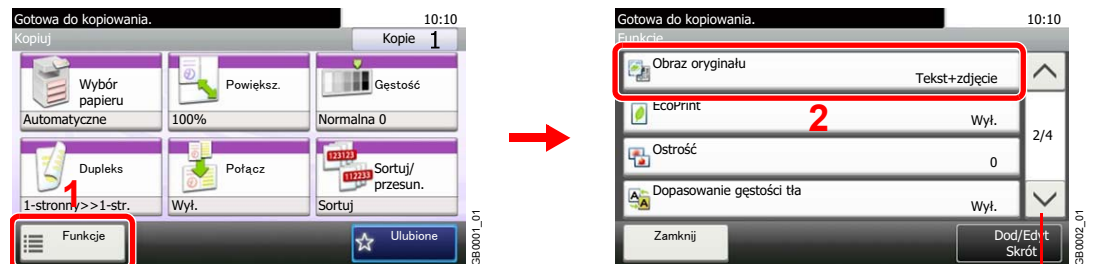 Gotowa do kopiowania.
10:10
Kopiuj
Kopie 1
Wybór
papieru
Automatyczne
Powiększ.
100%
Gęstość
Normalna 0
Dupleks
1-stronny>>1-str.
Połącz
Wył.
123123
112233
Sortuj/
przesun.
Sortuj
1
Funkcje
Ulubione
GB0001_01
Gotowa do kopiowania.
10:10
Funkcje
Obraz oryginału
Tekst+zdjęcie
EcoPrint
Wył.
2
Ostrość
0
Dopasowanie gęstości tła
Wył.
2/4
Zamknij
Dod/Edyt
Skrót
GB0002_01